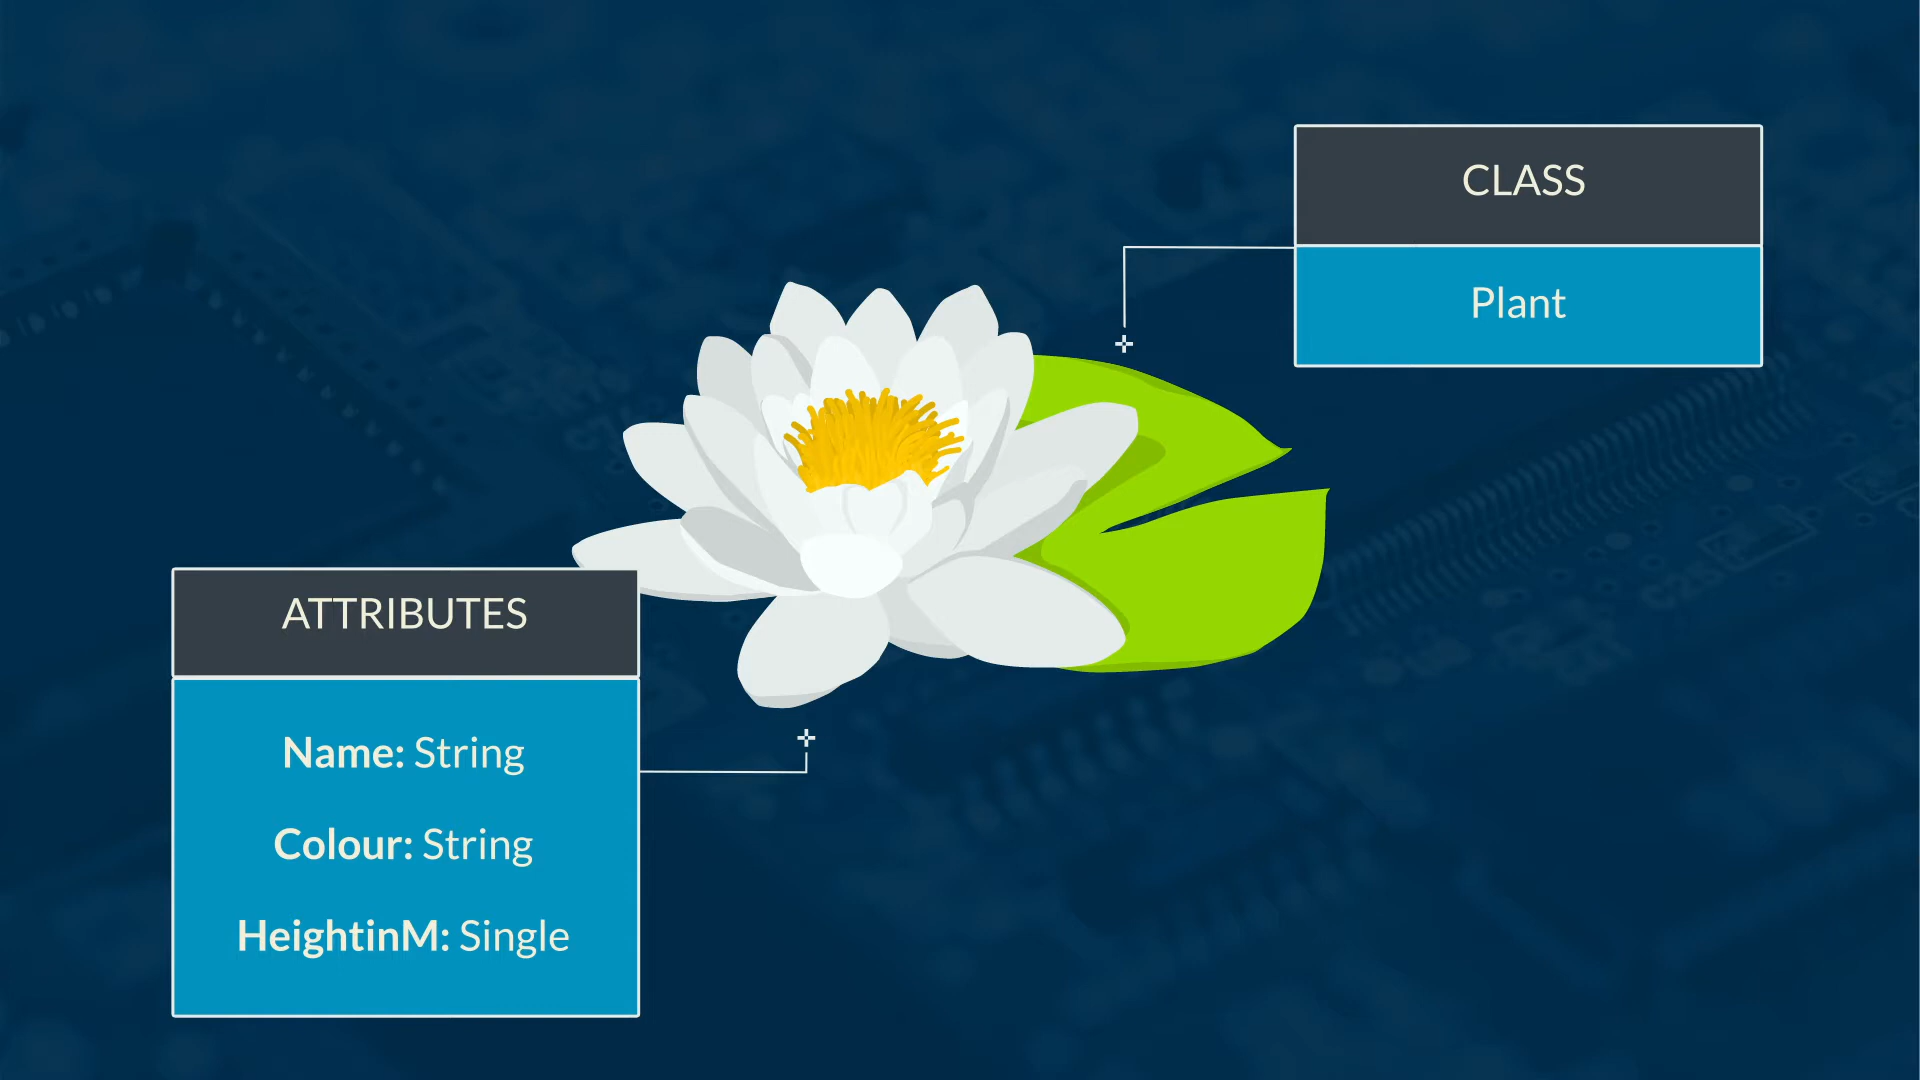 CLASS
Plant
ATTRIBUTES
Name: String
Colour: String
HeightinM: Single